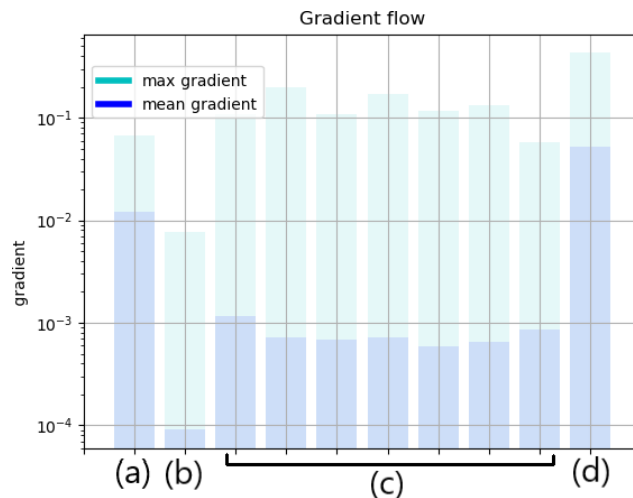 Gradient flow
max gradient
mean gradient
gradient
10⁻¹
10⁻²
10⁻³
10⁻⁴
(a) (b) (c) (d)